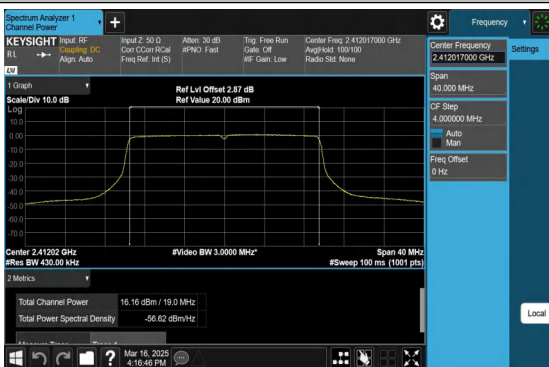 Spectrum Analyzer 1
Channel Power
Frequency
KEYSIGHT
RL
Input: RF
Coupling: DC
Align: Auto
Input Z: 50 Ω
Corr CCorr RCal
Freq Ref: Int (S)
Atten: 30 dB
#PNO: Fast
Trig: Free Run
Gate: Off
#IF Gain: Low
Center Freq: 2.412017000 GHz
Avg|Hold: 100/100
Radio Std: None
Center Frequency
2.412017000 GHz
Settings
Span
40.000 MHz
CF Step
4.000000 MHz
Auto
Man
Freq Offset
0 Hz
1 Graph
Scale/Div 10.0 dB
Ref Lvl Offset 2.87 dB
Ref Value 20.00 dBm
Log
10.0
0.00
-10.0
-20.0
-30.0
-40.0
-50.0
-60.0
-70.0
Center 2.41202 GHz
#Res BW 430.00 kHz
#Video BW 3.0000 MHz*
Span 40 MHz
#Sweep 100 ms (1001 pts)
2 Metrics
Total Channel Power 16.16 dBm / 19.0 MHz
Total Power Spectral Density -56.62 dBm/Hz
Local
?
Mar 16, 2025
4:16:46 PM